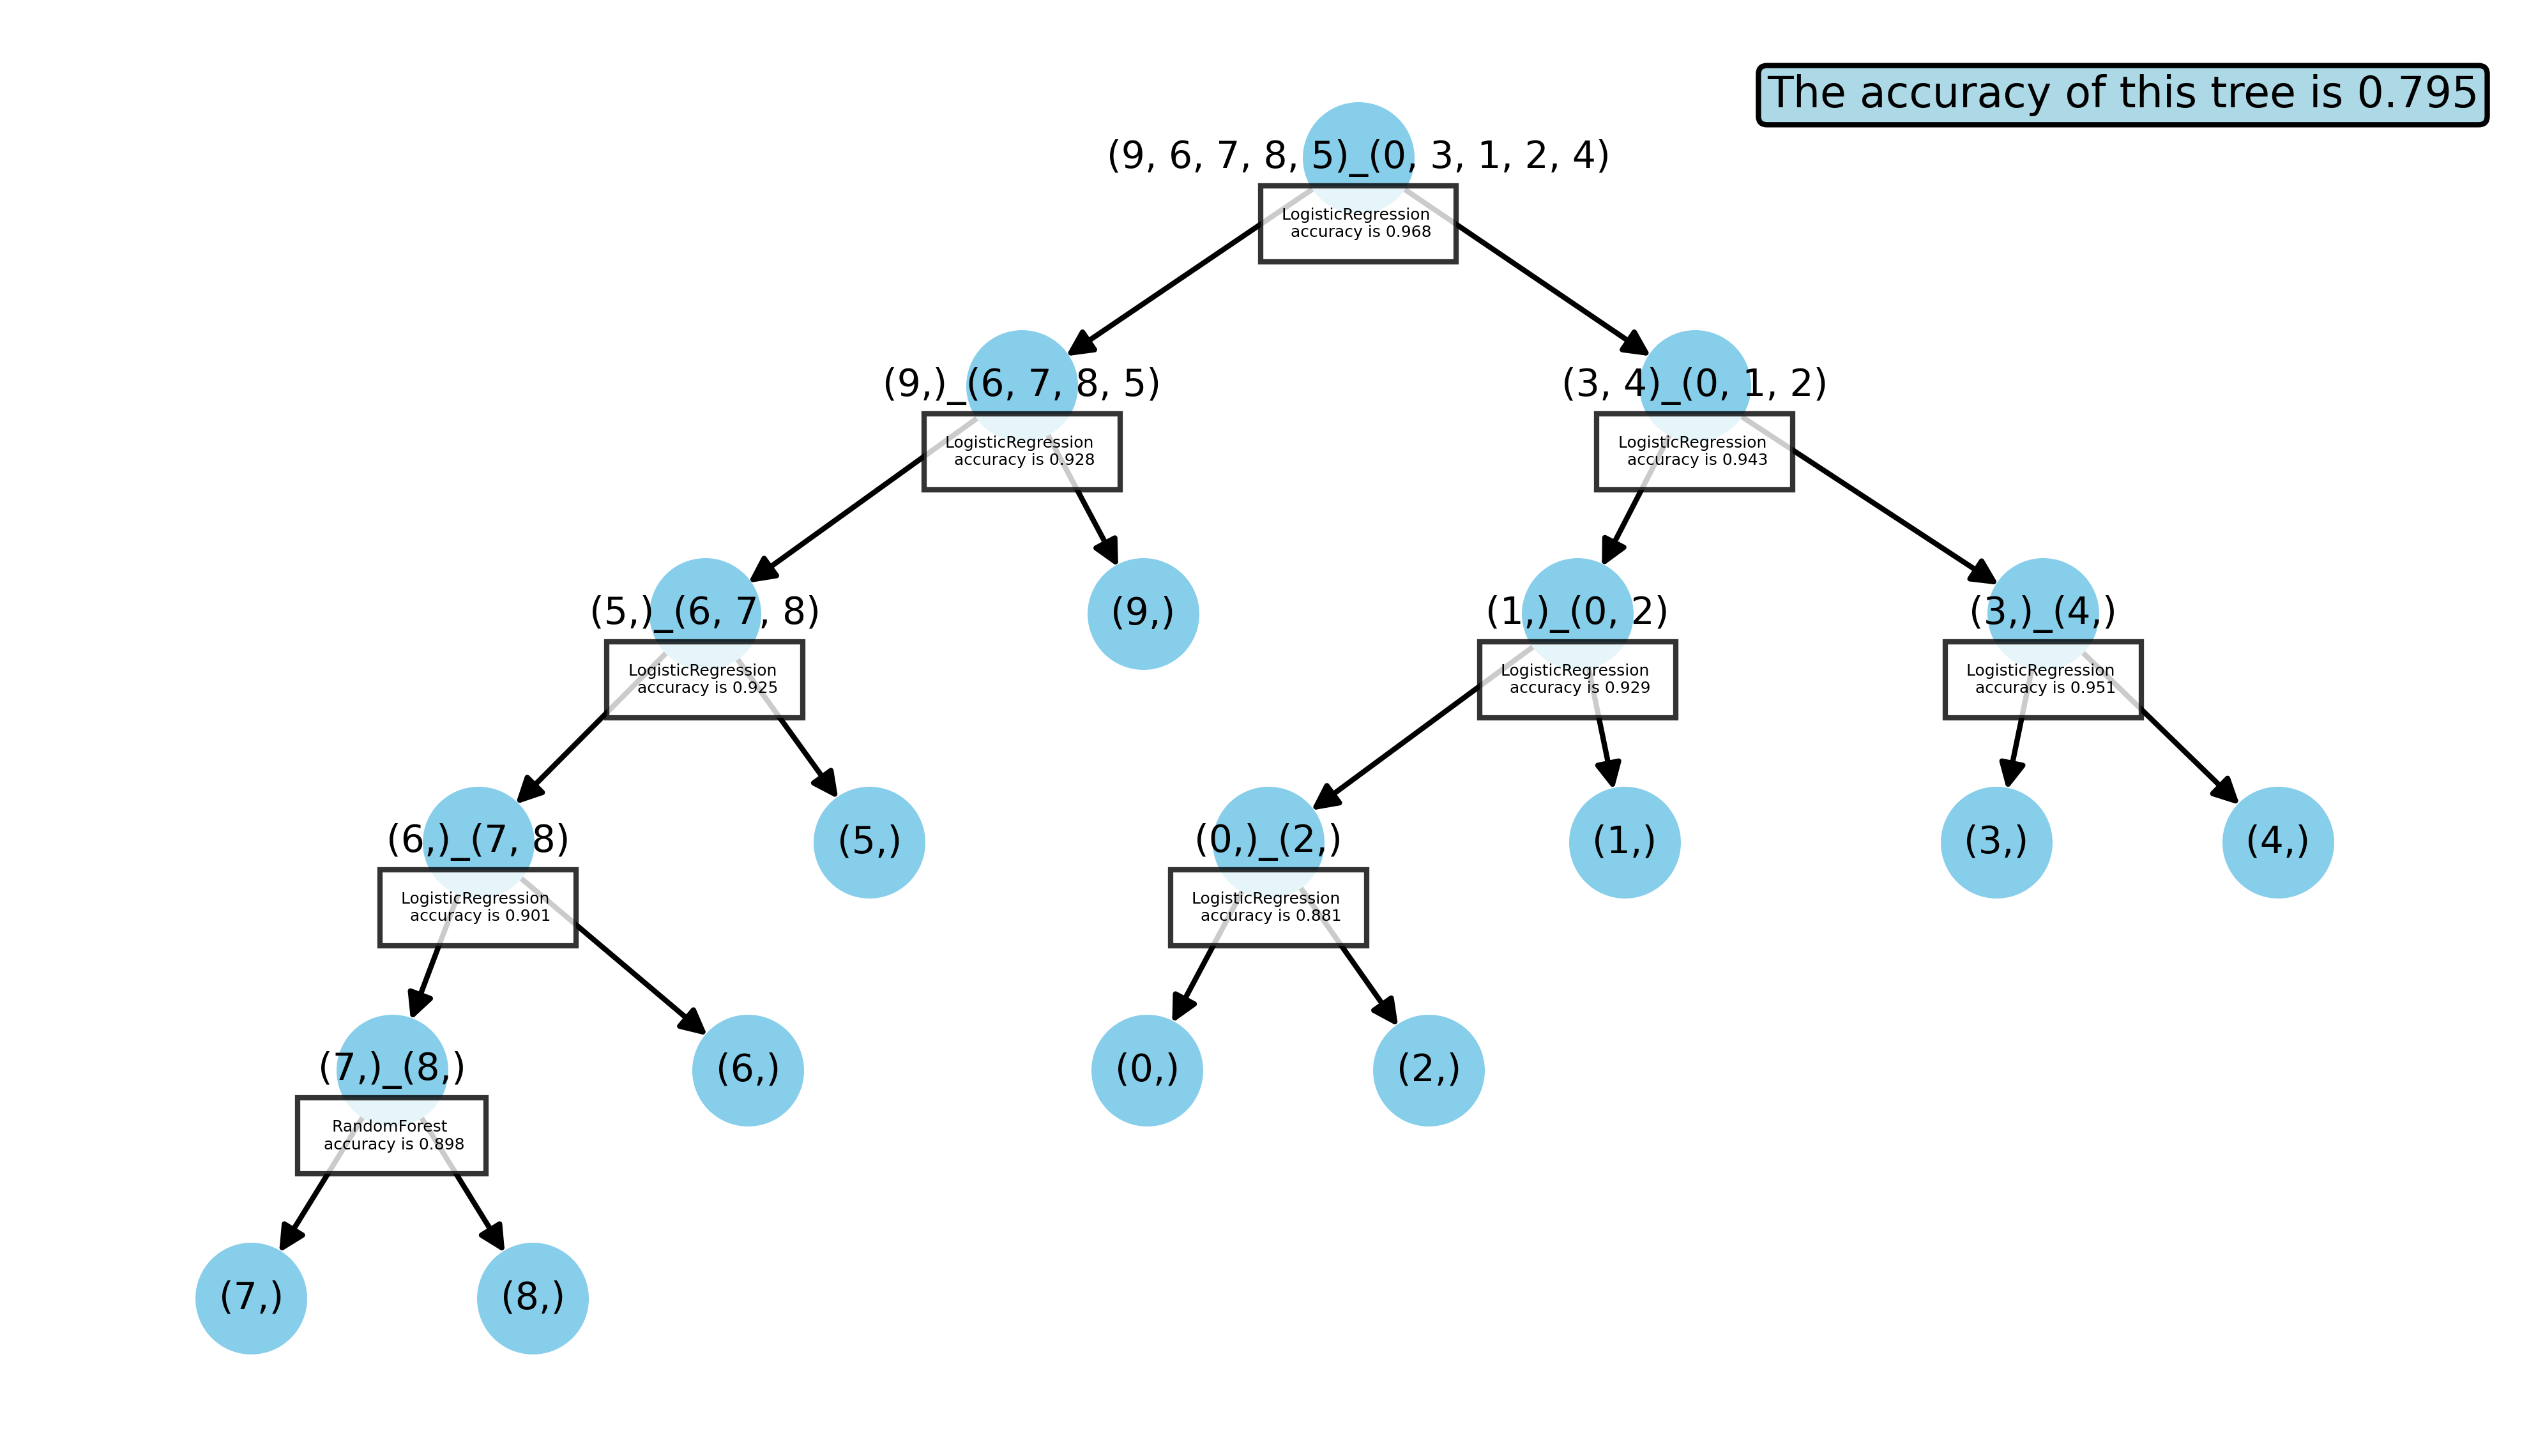 The accuracy of this tree is 0.795
(9, 6, 7, 8, 5)_(0, 3, 1, 2, 4)
LogisticRegression
accuracy is 0.968
(9,)_(6, 7, 8, 5)
LogisticRegression
accuracy is 0.928
(3, 4)_(0, 1, 2)
LogisticRegression
accuracy is 0.943
(5,)_(6, 7, 8)
LogisticRegression
accuracy is 0.925
(9,)
(1,)_(0, 2)
LogisticRegression
accuracy is 0.929
(3,)_(4,)
LogisticRegression
accuracy is 0.951
(6,)_(7, 8)
LogisticRegression
accuracy is 0.901
(5,)
(0,)_(2,)
LogisticRegression
accuracy is 0.881
(1,)
(3,)
(4,)
(7,)_(8,)
RandomForest
accuracy is 0.898
(6,)
(0,)
(2,)
(7,)
(8,)